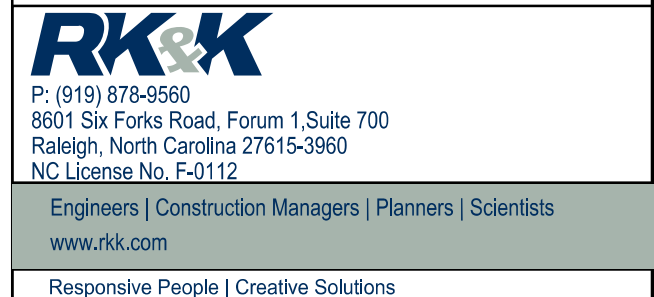 RK&K
P: (919) 878-9560
8601 Six Forks Road, Forum 1,Suite 700
Raleigh, North Carolina 27615-3960
NC License No. F-0112
Engineers | Construction Managers | Planners | Scientists
www.rkk.com
Responsive People | Creative Solutions